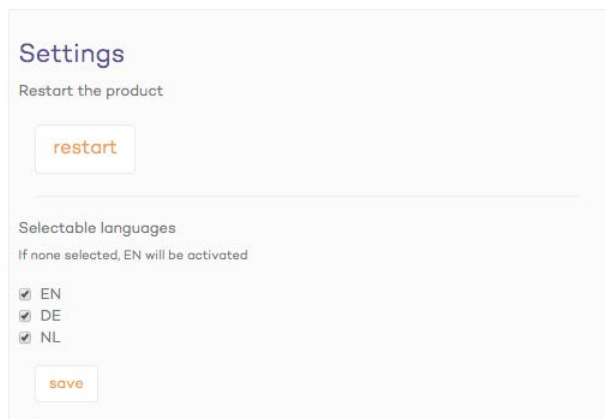 Settings
Restart the product
restart
Selectable languages
If none selected, EN will be activated
EN
DE
NL
save